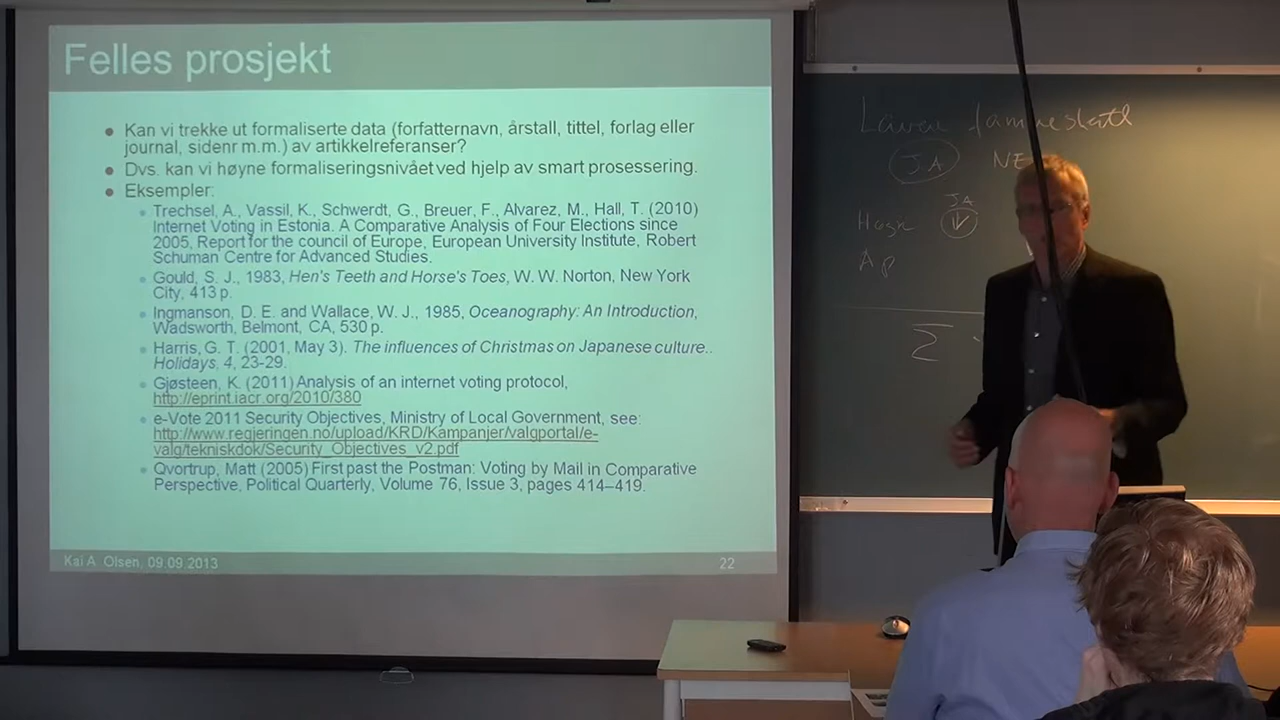 Felles prosjekt
Kan vi trekke ut formaliserte data (forfatternavn, årstall, tittel, forlag eller
journal, sidenr m.m.) av artikkelreferanser?
Dvs. kan vi høyne formaliseringsnivået ved hjelp av smart prosessering.
Eksempler:
Trechsel, A., Vassil, K., Schwerdt, G., Breuer, F., Alvarez, M., Hall, T. (2010)
Internet Voting in Estonia. A Comparative Analysis of Four Elections since
2005, Report for the council of Europe, European University Institute, Robert
Schuman Centre for Advanced Studies.
Gould, S. J., 1983, Hen's Teeth and Horse's Toes, W. W. Norton, New York
City, 413 p.
Ingmanson, D. E. and Wallace, W. J., 1985, Oceanography: An Introduction,
Wadsworth, Belmont, CA, 530 p.
Harris, G. T. (2001, May 3). The influences of Christmas on Japanese culture..
Holidays, 4, 23-29.
Gjøsteen, K. (2011) Analysis of an internet voting protocol,
http://eprint.iacr.org/2010/380
e-Vote 2011 Security Objectives, Ministry of Local Government, see:
http://www.regjeringen.no/upload/KRD/Kampanjer/valgportal/e-
valg/tekniskdok/Security_Objectives_v2.pdf
Qvortrup, Matt (2005) First past the Postman: Voting by Mail in Comparative
Perspective, Political Quarterly, Volume 76, Issue 3, pages 414–419.
Kai A. Olsen, 09.09.2013
22
JA NE
JA
Ap
Σ